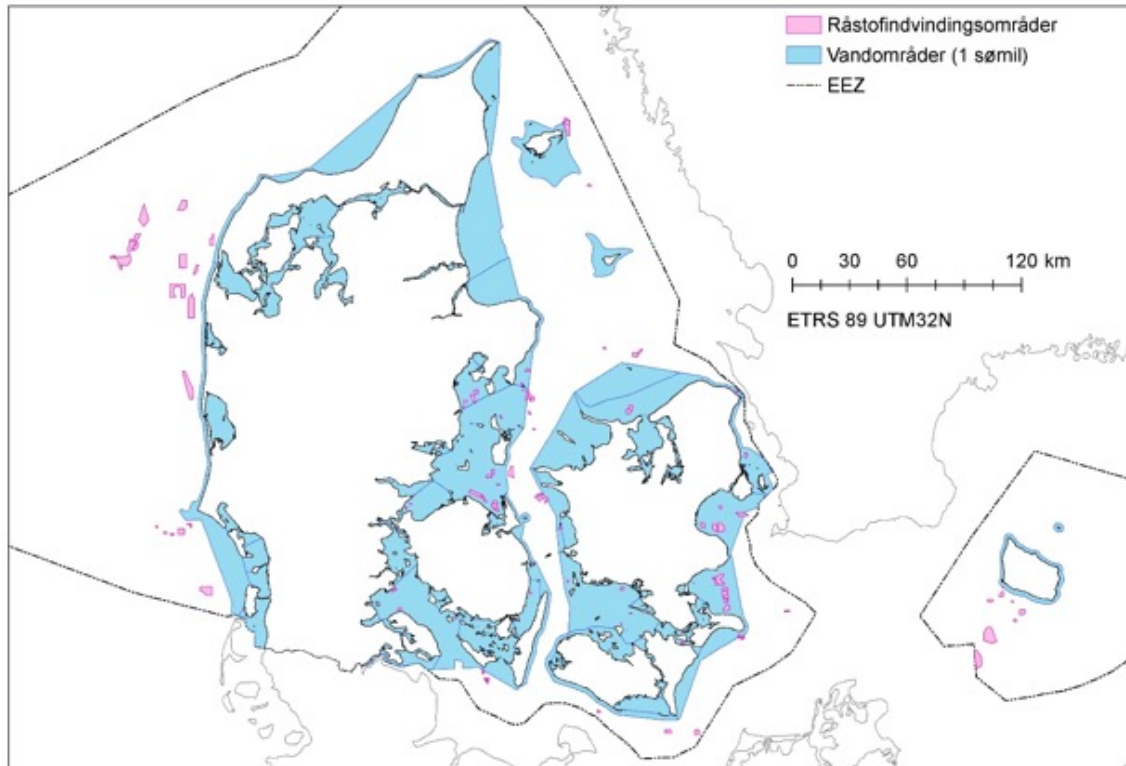 Råstofindvindingsområder
Vandområder (1 sømil)
EEZ
0 30 60 120 km
ETRS 89 UTM32N